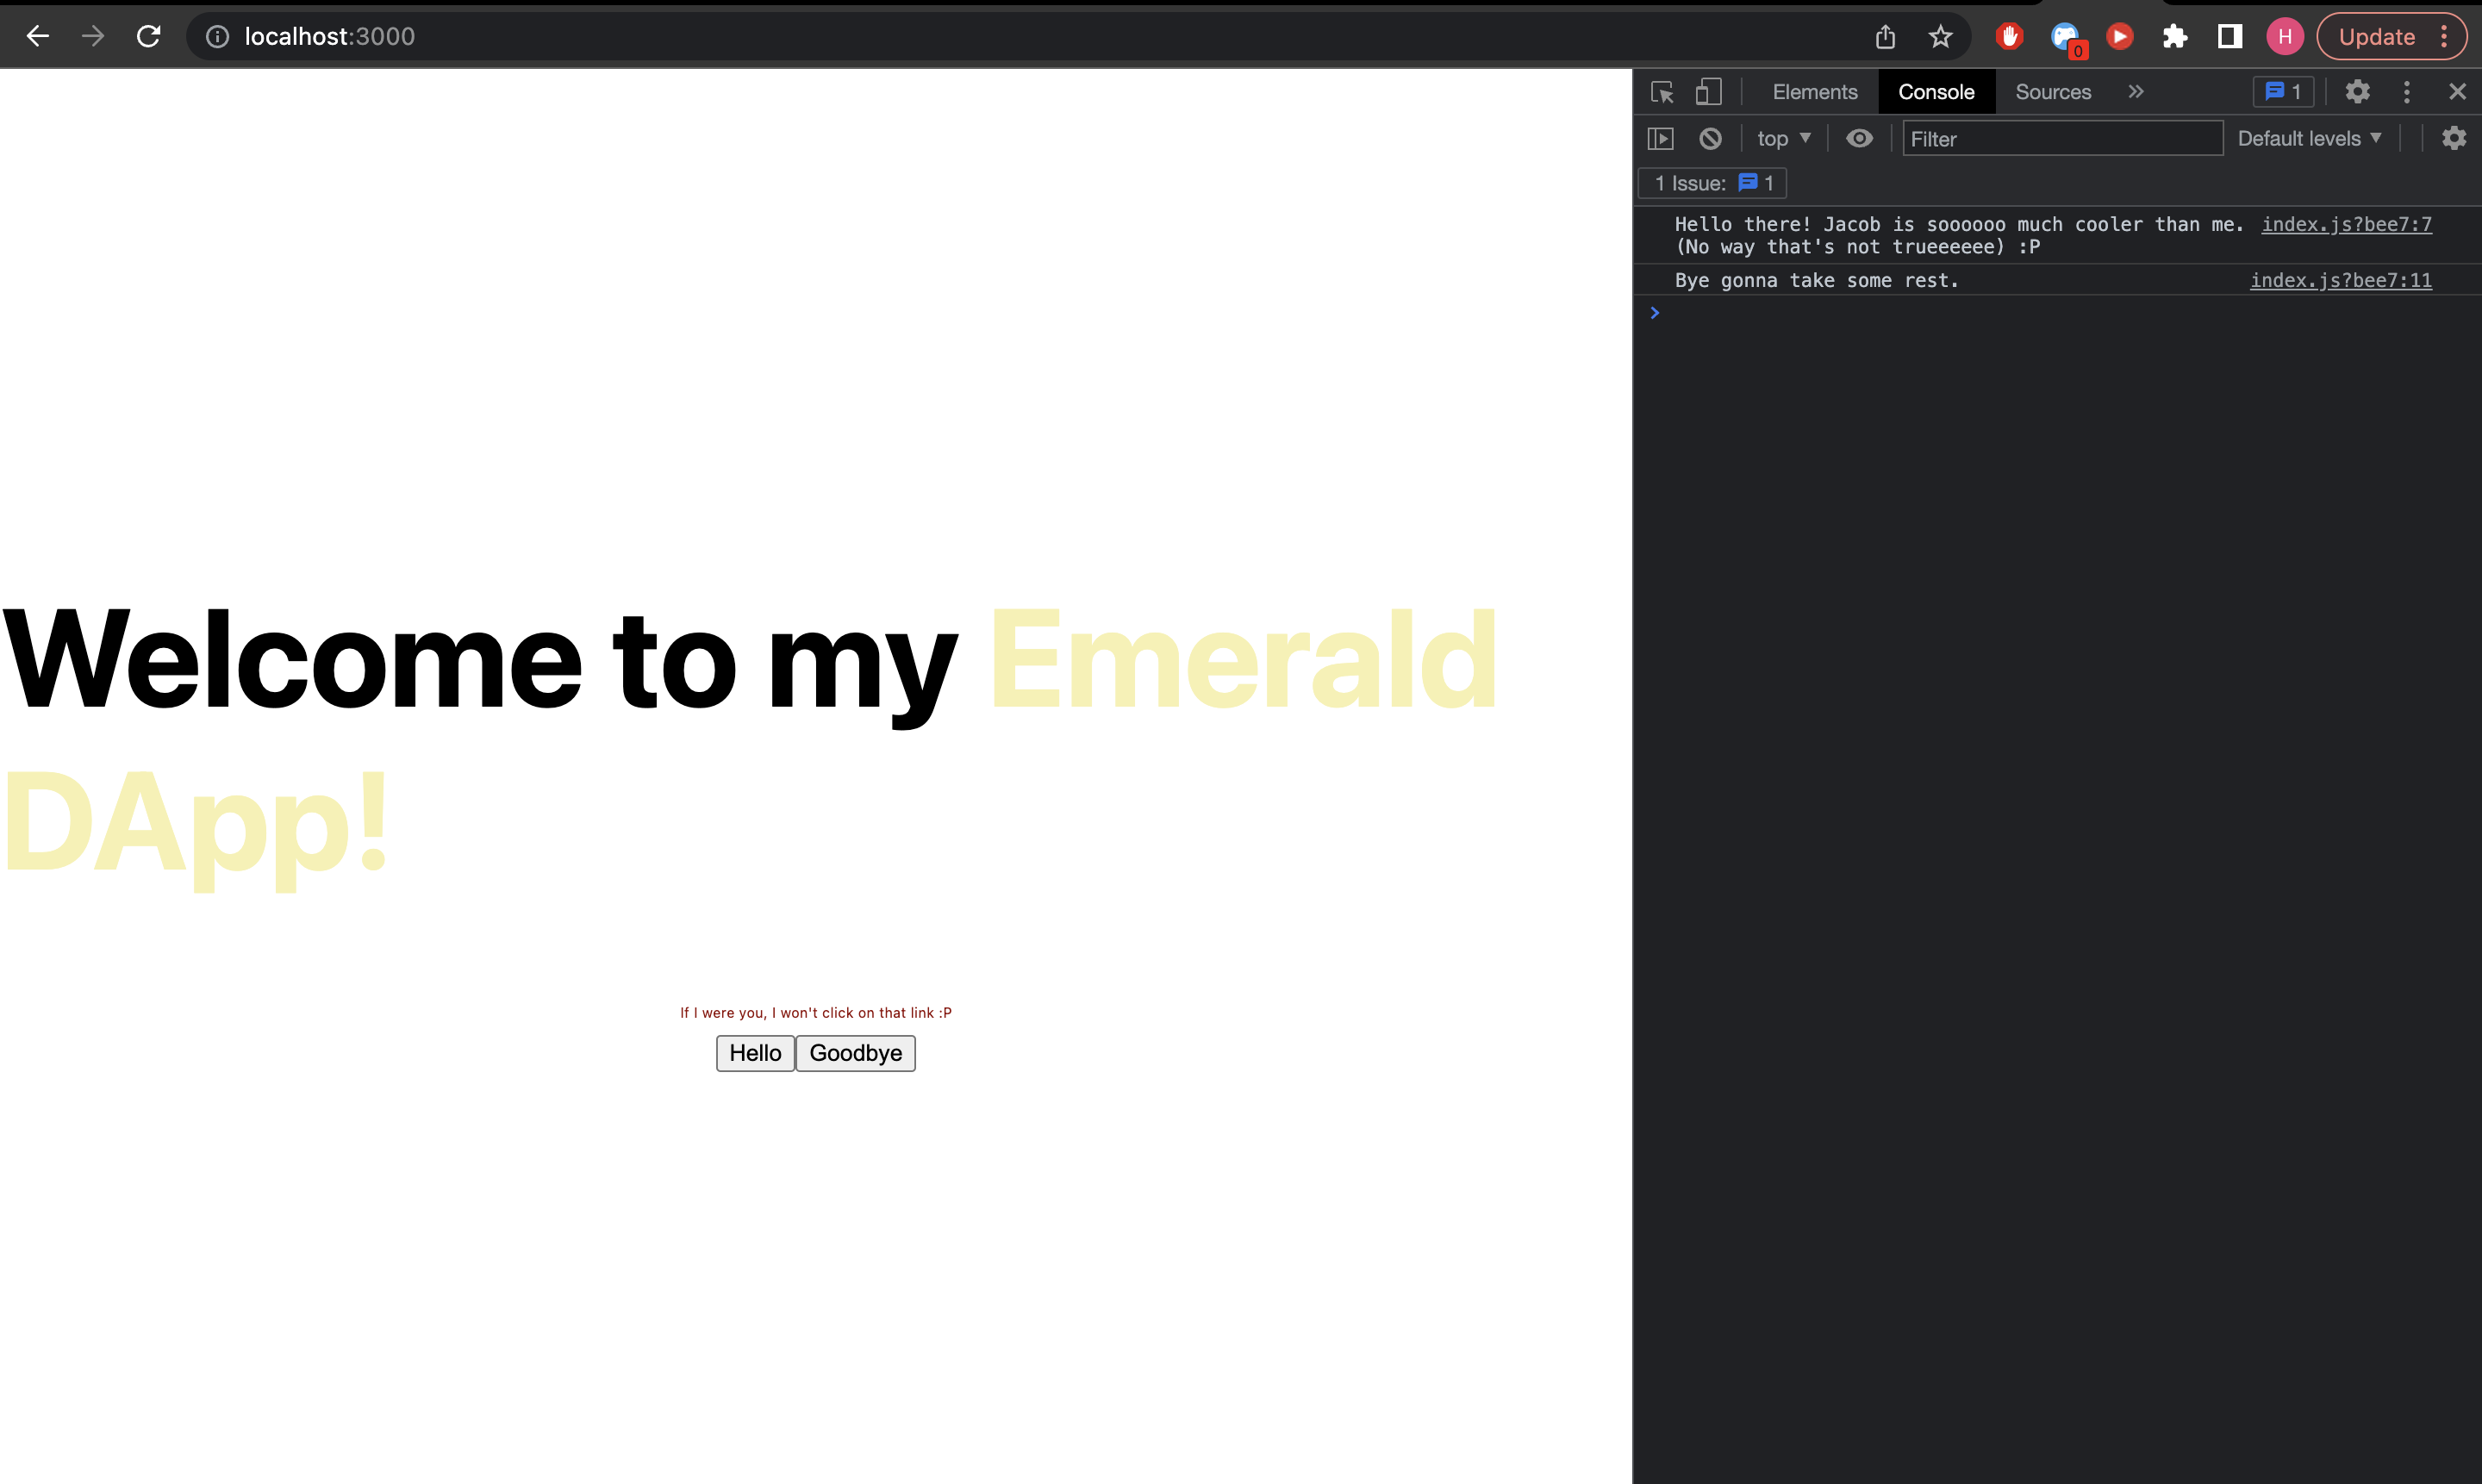 localhost:3000
0
H
Update
Elements Console Sources » 1
top Filter Default levels
1 Issue: 1
Hello there! Jacob is soooooo much cooler than me. index.js?bee7:7
(No way that's not trueeeeee) :P
Bye gonna take some rest. index.js?bee7:11
Welcome to my Emerald
DApp!
If I were you, I won't click on that link :P
Hello Goodbye